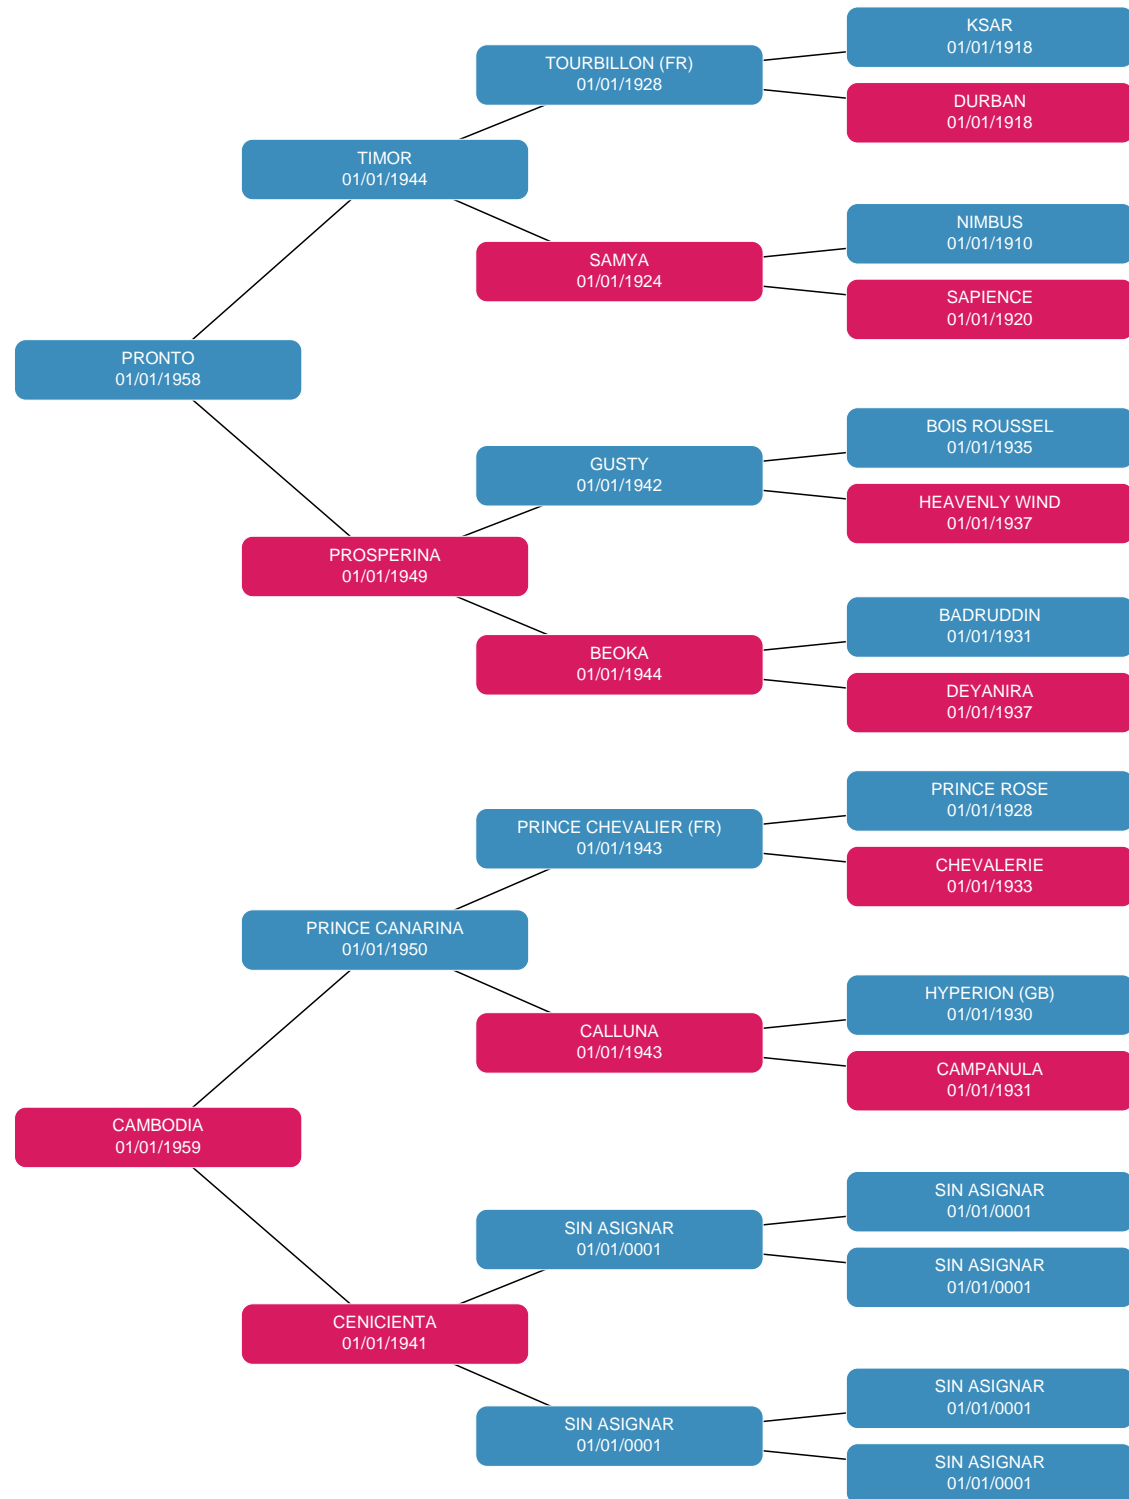 KSAR
01/01/1918
TOURBILLON (FR)
01/01/1928
DURBAN
01/01/1918
TIMOR
01/01/1944
NIMBUS
01/01/1910
SAMYA
01/01/1924
SAPIENCE
01/01/1920
PRONTO
01/01/1958
BOIS ROUSSEL
01/01/1935
GUSTY
01/01/1942
HEAVENLY WIND
01/01/1937
PROSPERINA
01/01/1949
BADRUDDIN
01/01/1931
BEOKA
01/01/1944
DEYANIRA
01/01/1937
PRINCE ROSE
01/01/1928
PRINCE CHEVALIER (FR)
01/01/1943
CHEVALERIE
01/01/1933
PRINCE CANARINA
01/01/1950
HYPERION (GB)
01/01/1930
CALLUNA
01/01/1943
CAMPANULA
01/01/1931
CAMBODIA
01/01/1959
SIN ASIGNAR
01/01/0001
SIN ASIGNAR
01/01/0001
SIN ASIGNAR
01/01/0001
CENICIENTA
01/01/1941
SIN ASIGNAR
01/01/0001
SIN ASIGNAR
01/01/0001
SIN ASIGNAR
01/01/0001